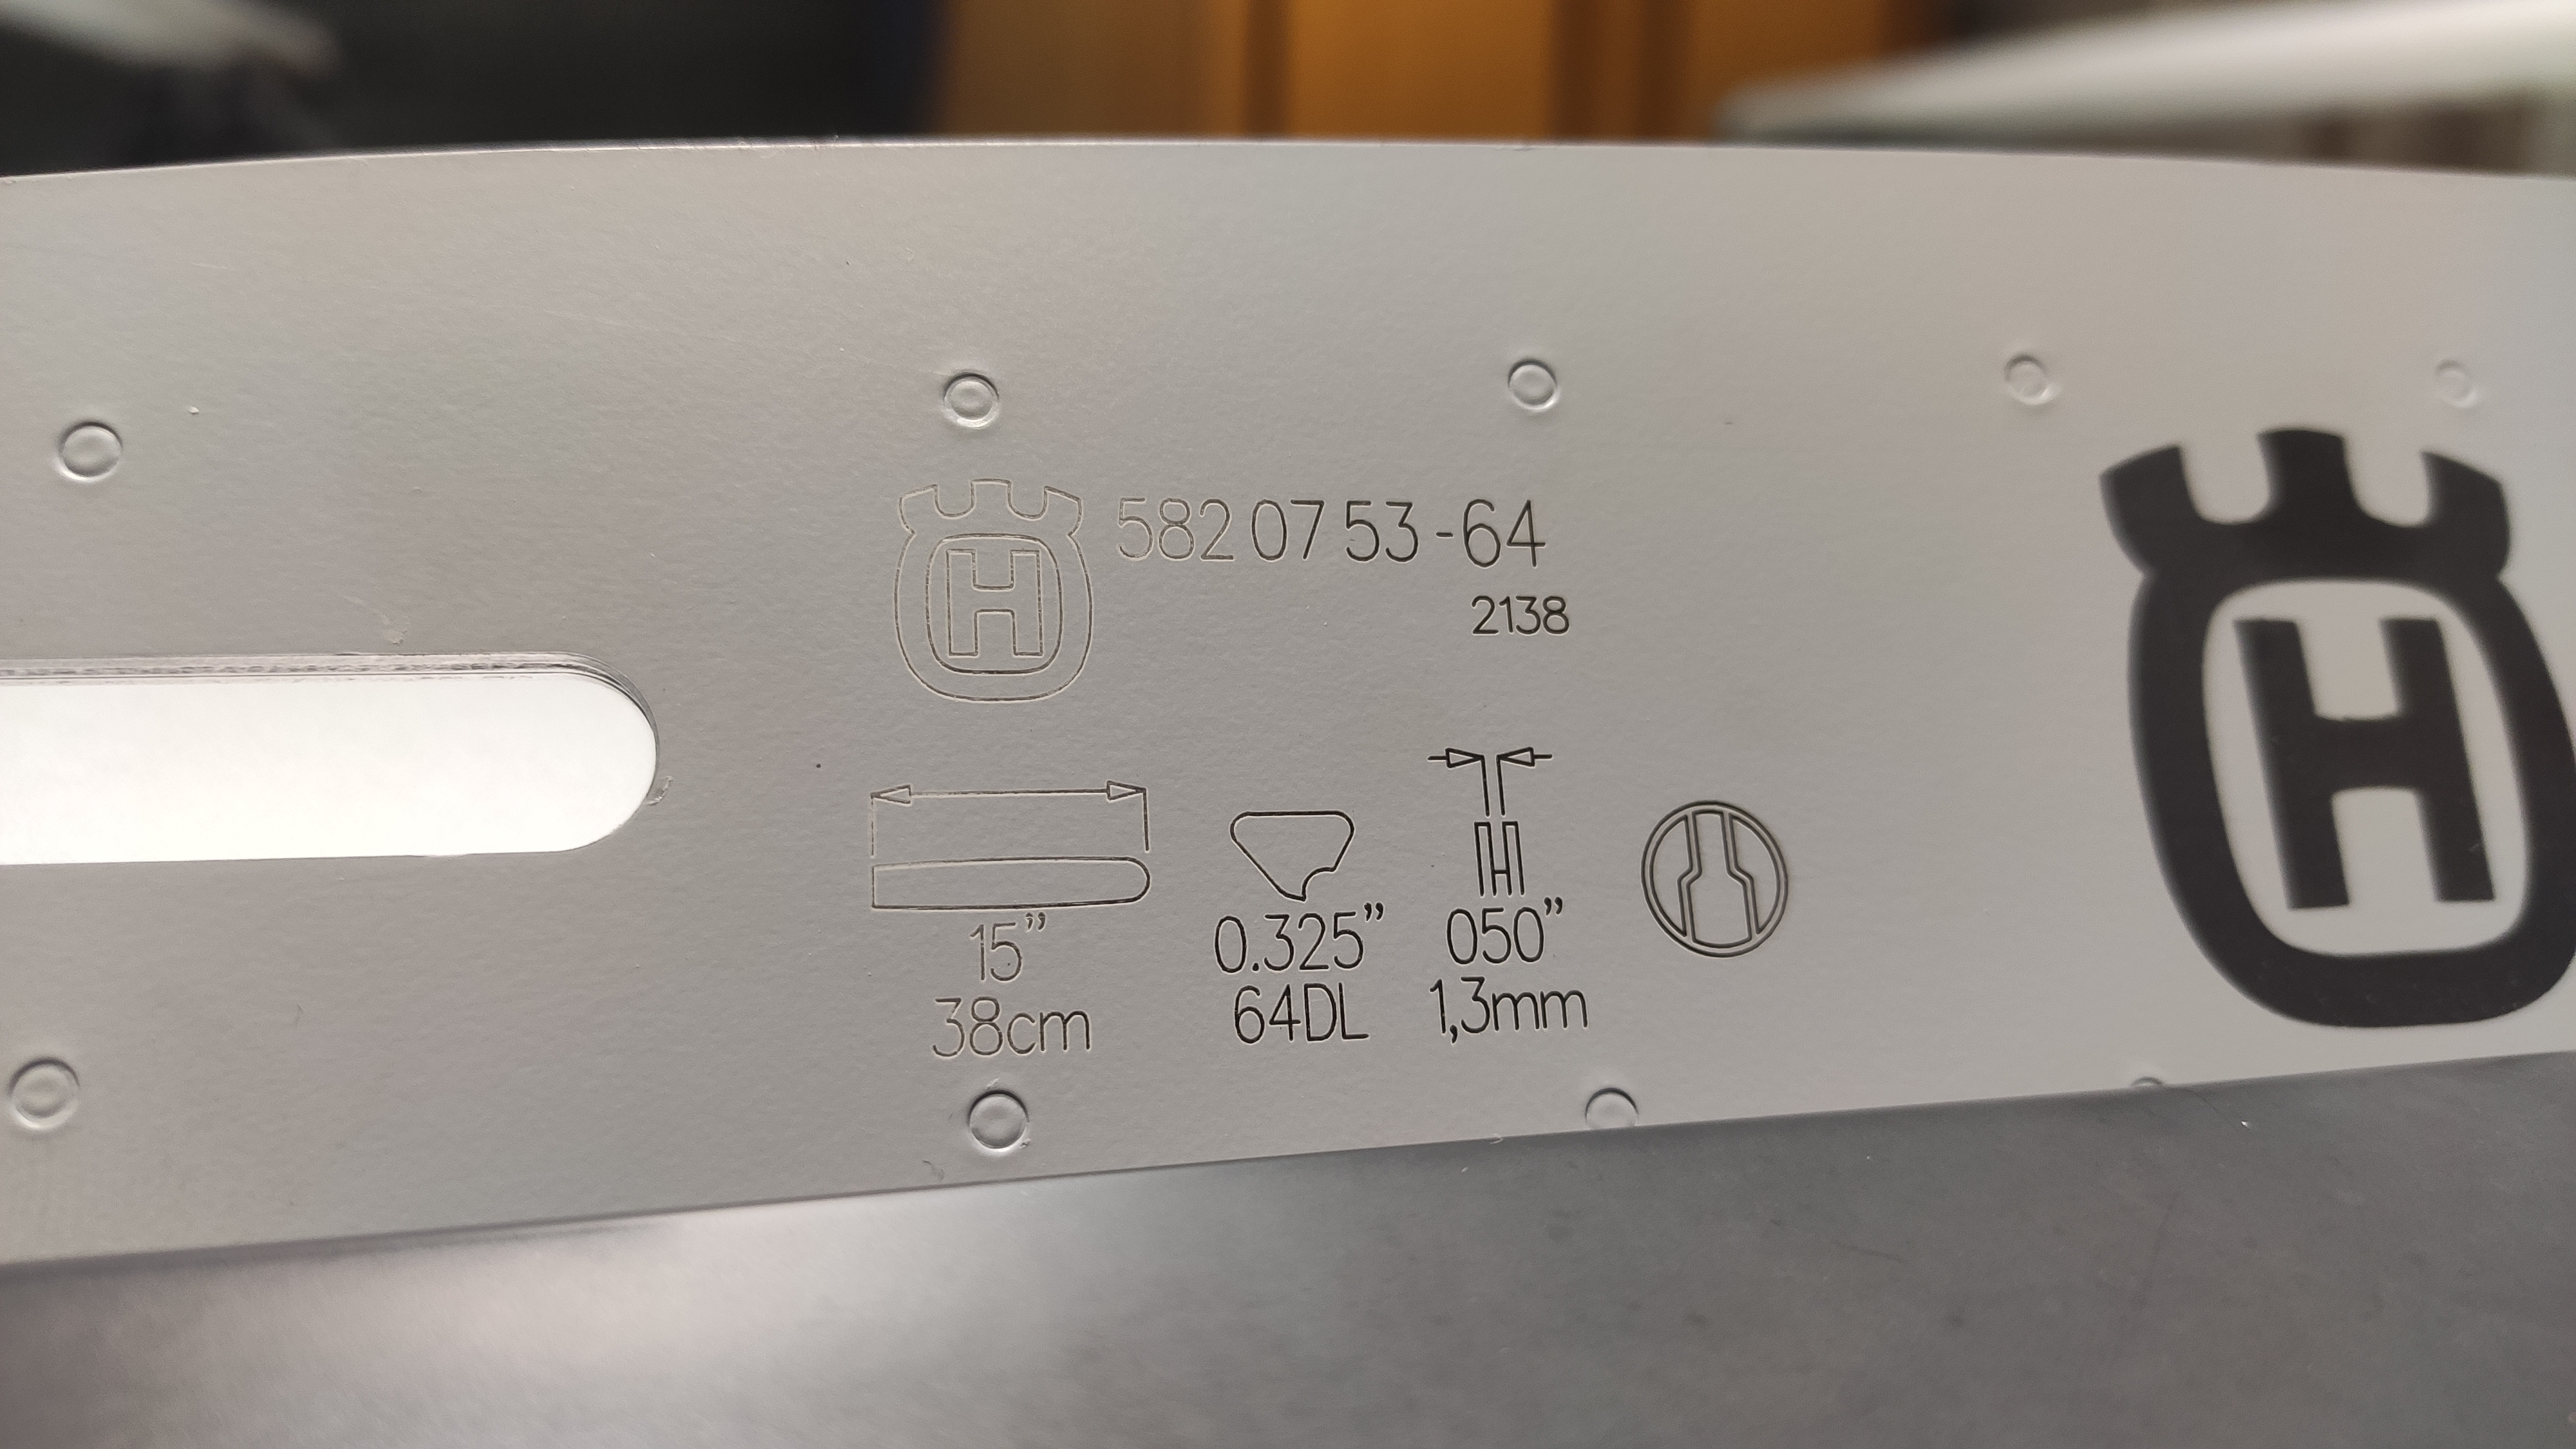 582 07 53-64
2138
15”
38cm
0.325”
64DL
050”
1,3mm
H